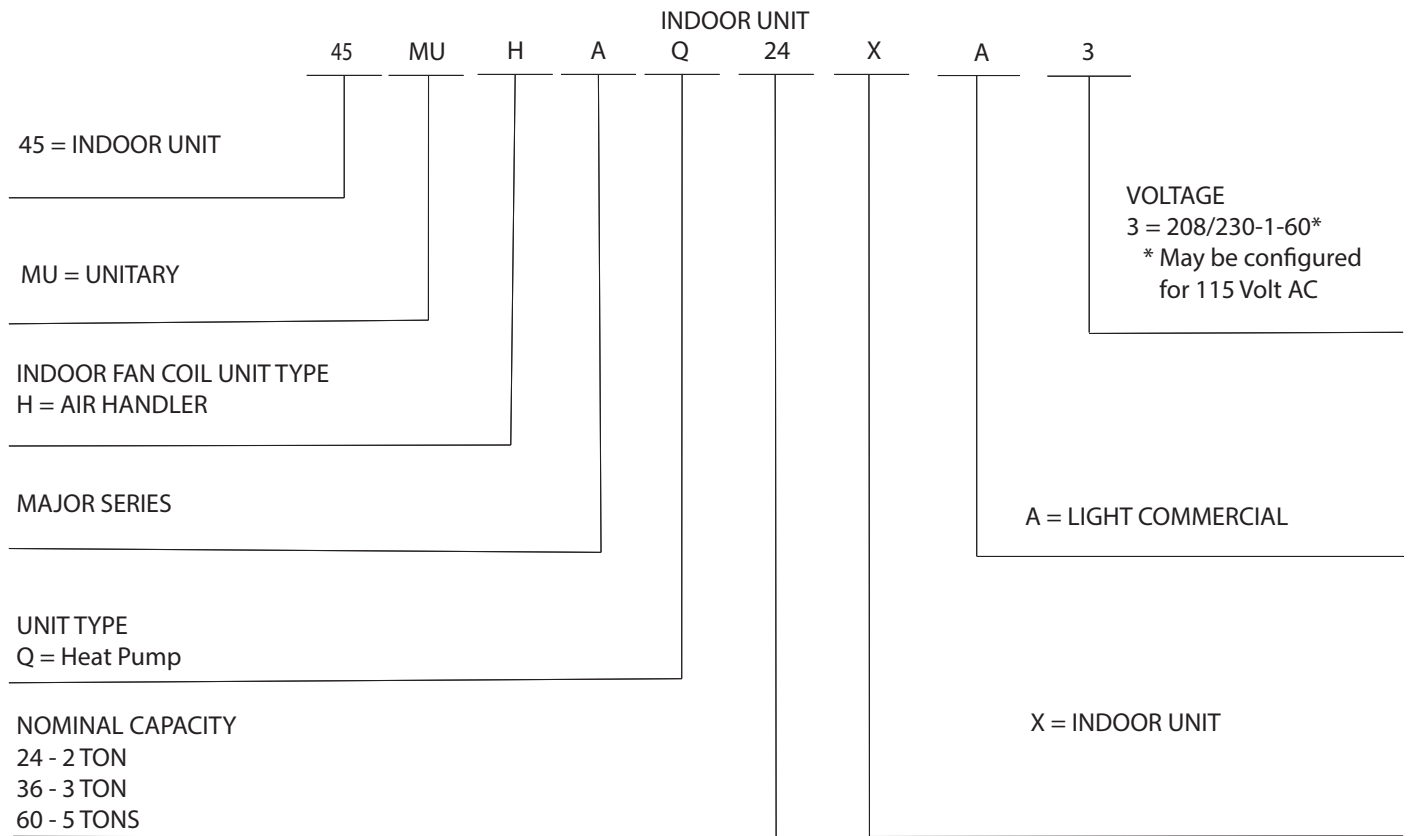 INDOOR UNIT
45 MU H A Q 24 X A 3
45 = INDOOR UNIT
MU = UNITARY
INDOOR FAN COIL UNIT TYPE
H = AIR HANDLER
MAJOR SERIES
UNIT TYPE
Q = Heat Pump
NOMINAL CAPACITY
24 - 2 TON
36 - 3 TON
60 - 5 TONS
VOLTAGE
3 = 208/230-1-60*
* May be configured
for 115 Volt AC
A = LIGHT COMMERCIAL
X = INDOOR UNIT